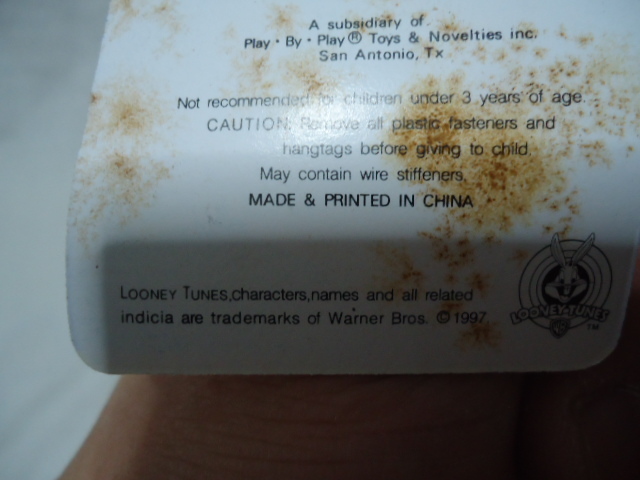 A subsidiary of
Play · By · Play® Toys & Novelties inc.
San Antonio, Tx
Not recommended for children under 3 years of age.
CAUTION: Remove all plastic fasteners and
hangtags before giving to child.
May contain wire stiffeners.
MADE & PRINTED IN CHINA
LOONEY TUNES,characters,names and all related
indicia are trademarks of Warner Bros. © 1997
LOONEY TUNES
WB
TM